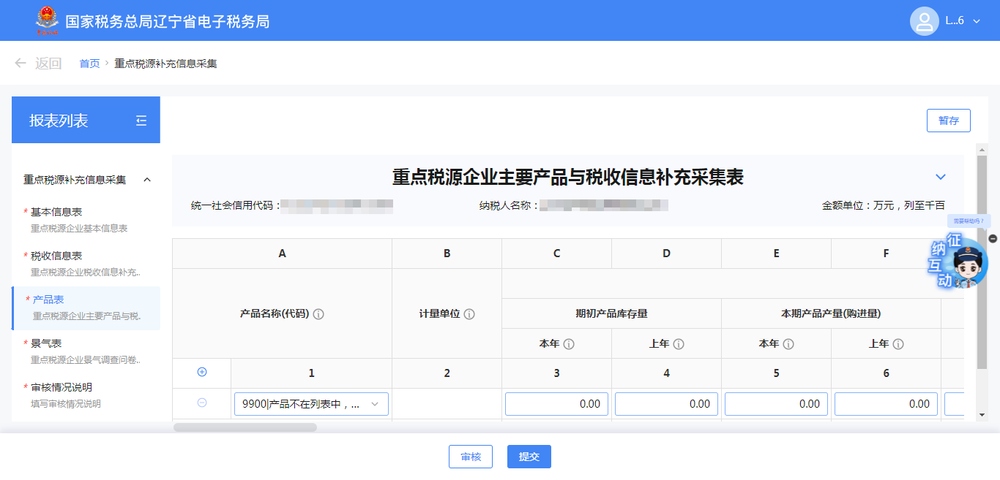 国家税务总局辽宁省电子税务局
L...6
返回 首页 > 重点税源补充信息采集
报表列表
暂存
重点税源补充信息采集
* 基本信息表
重点税源企业基本信息表
* 税收信息表
重点税源企业税收信息补充..
* 产品表
重点税源企业主要产品与税.
* 景气表
重点税源企业景气调查问卷..
* 审核情况说明
填写审核情况说明
重点税源企业主要产品与税收信息补充采集表
统一社会信用代码： 纳税人名称： 金额单位：万元，列至千百
需要帮助吗？
征纳互动
A B C D E F
产品名称(代码) 计量单位 期初产品库存量 本期产品产量(购进量)
本年 上年 本年 上年
1 2 3 4 5 6
9900|产品不在列表中，... 0.00 0.00 0.00 0.00
审核 提交